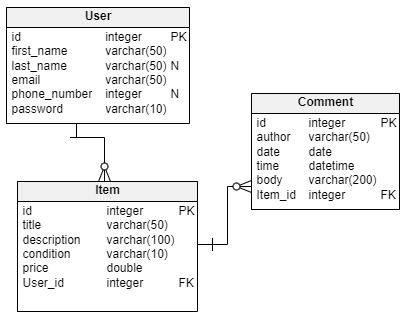 User
id integer PK
first_name varchar(50)
last_name varchar(50) N
email varchar(50)
phone_number integer N
password varchar(10)
Comment
id integer PK
author varchar(50)
date date
time datetime
body varchar(200)
Item_id integer FK
Item
id integer PK
title varchar(50)
description varchar(100)
condition varchar(10)
price double
User_id integer FK